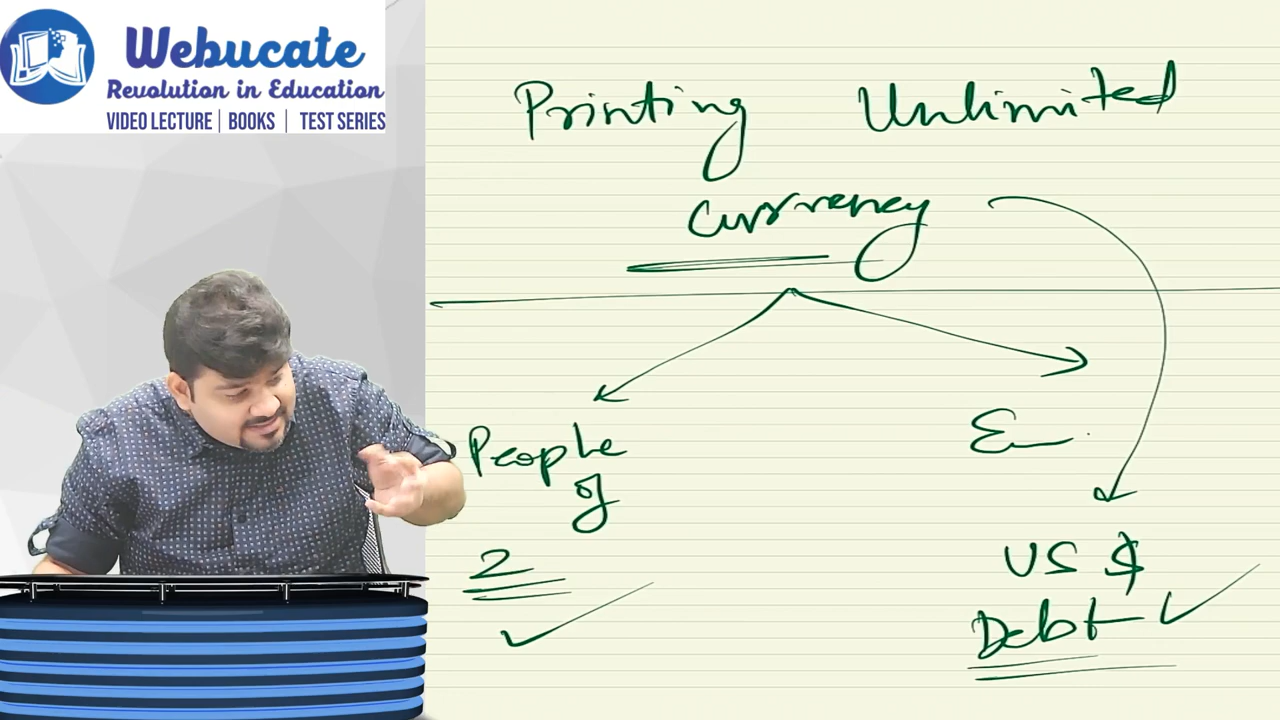 Webucate
Revolution in Education
VIDEO LECTURE | BOOKS | TEST SERIES
Printing Unlimited
Currency
People
of
2
US $
Debt